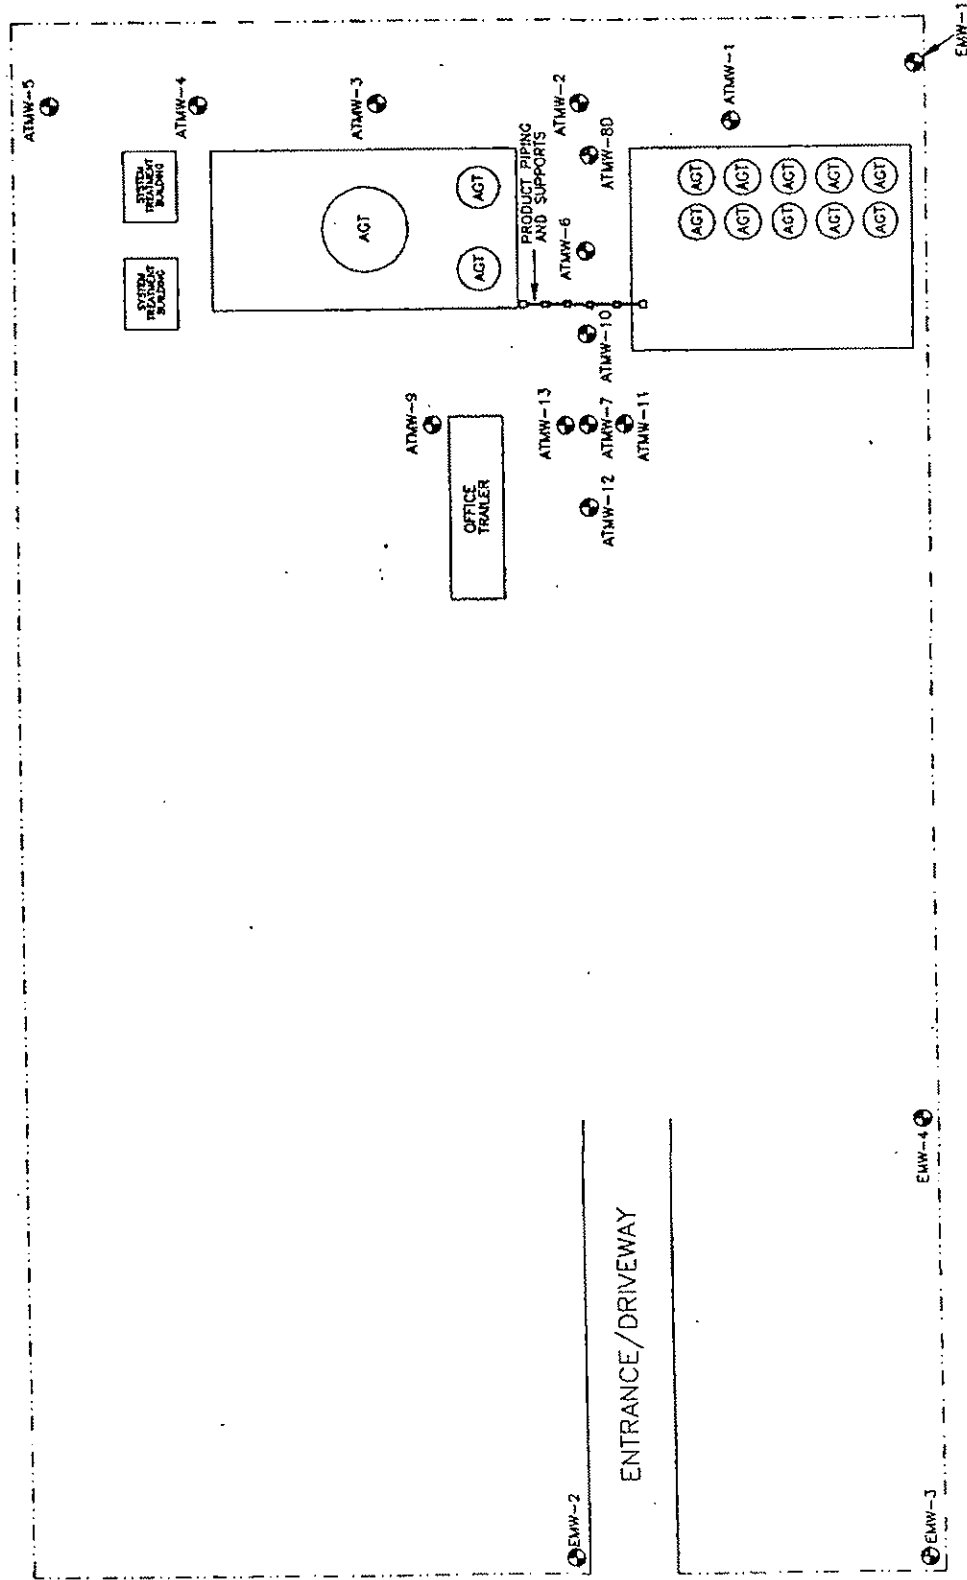 ATMW-5
ATMW-4
ATMW-3
ATMW-2
ATMW-1
EMW-1
SYSTEM
TREATMENT
BUILDING
SYSTEM
TREATMENT
BUILDING
AGT
AGT
AGT
PRODUCT PIPING
AND SUPPORTS
ATMW-8D
ATMW-6
ATMW-10
AGT
AGT
AGT
AGT
AGT
AGT
AGT
AGT
AGT
AGT
ATMW-9
ATMW-13
ATMW-7
ATMW-11
ATMW-12
OFFICE
TRAILER
ENTRANCE/DRIVEWAY
EMW-4
EMW-2
EMW-3